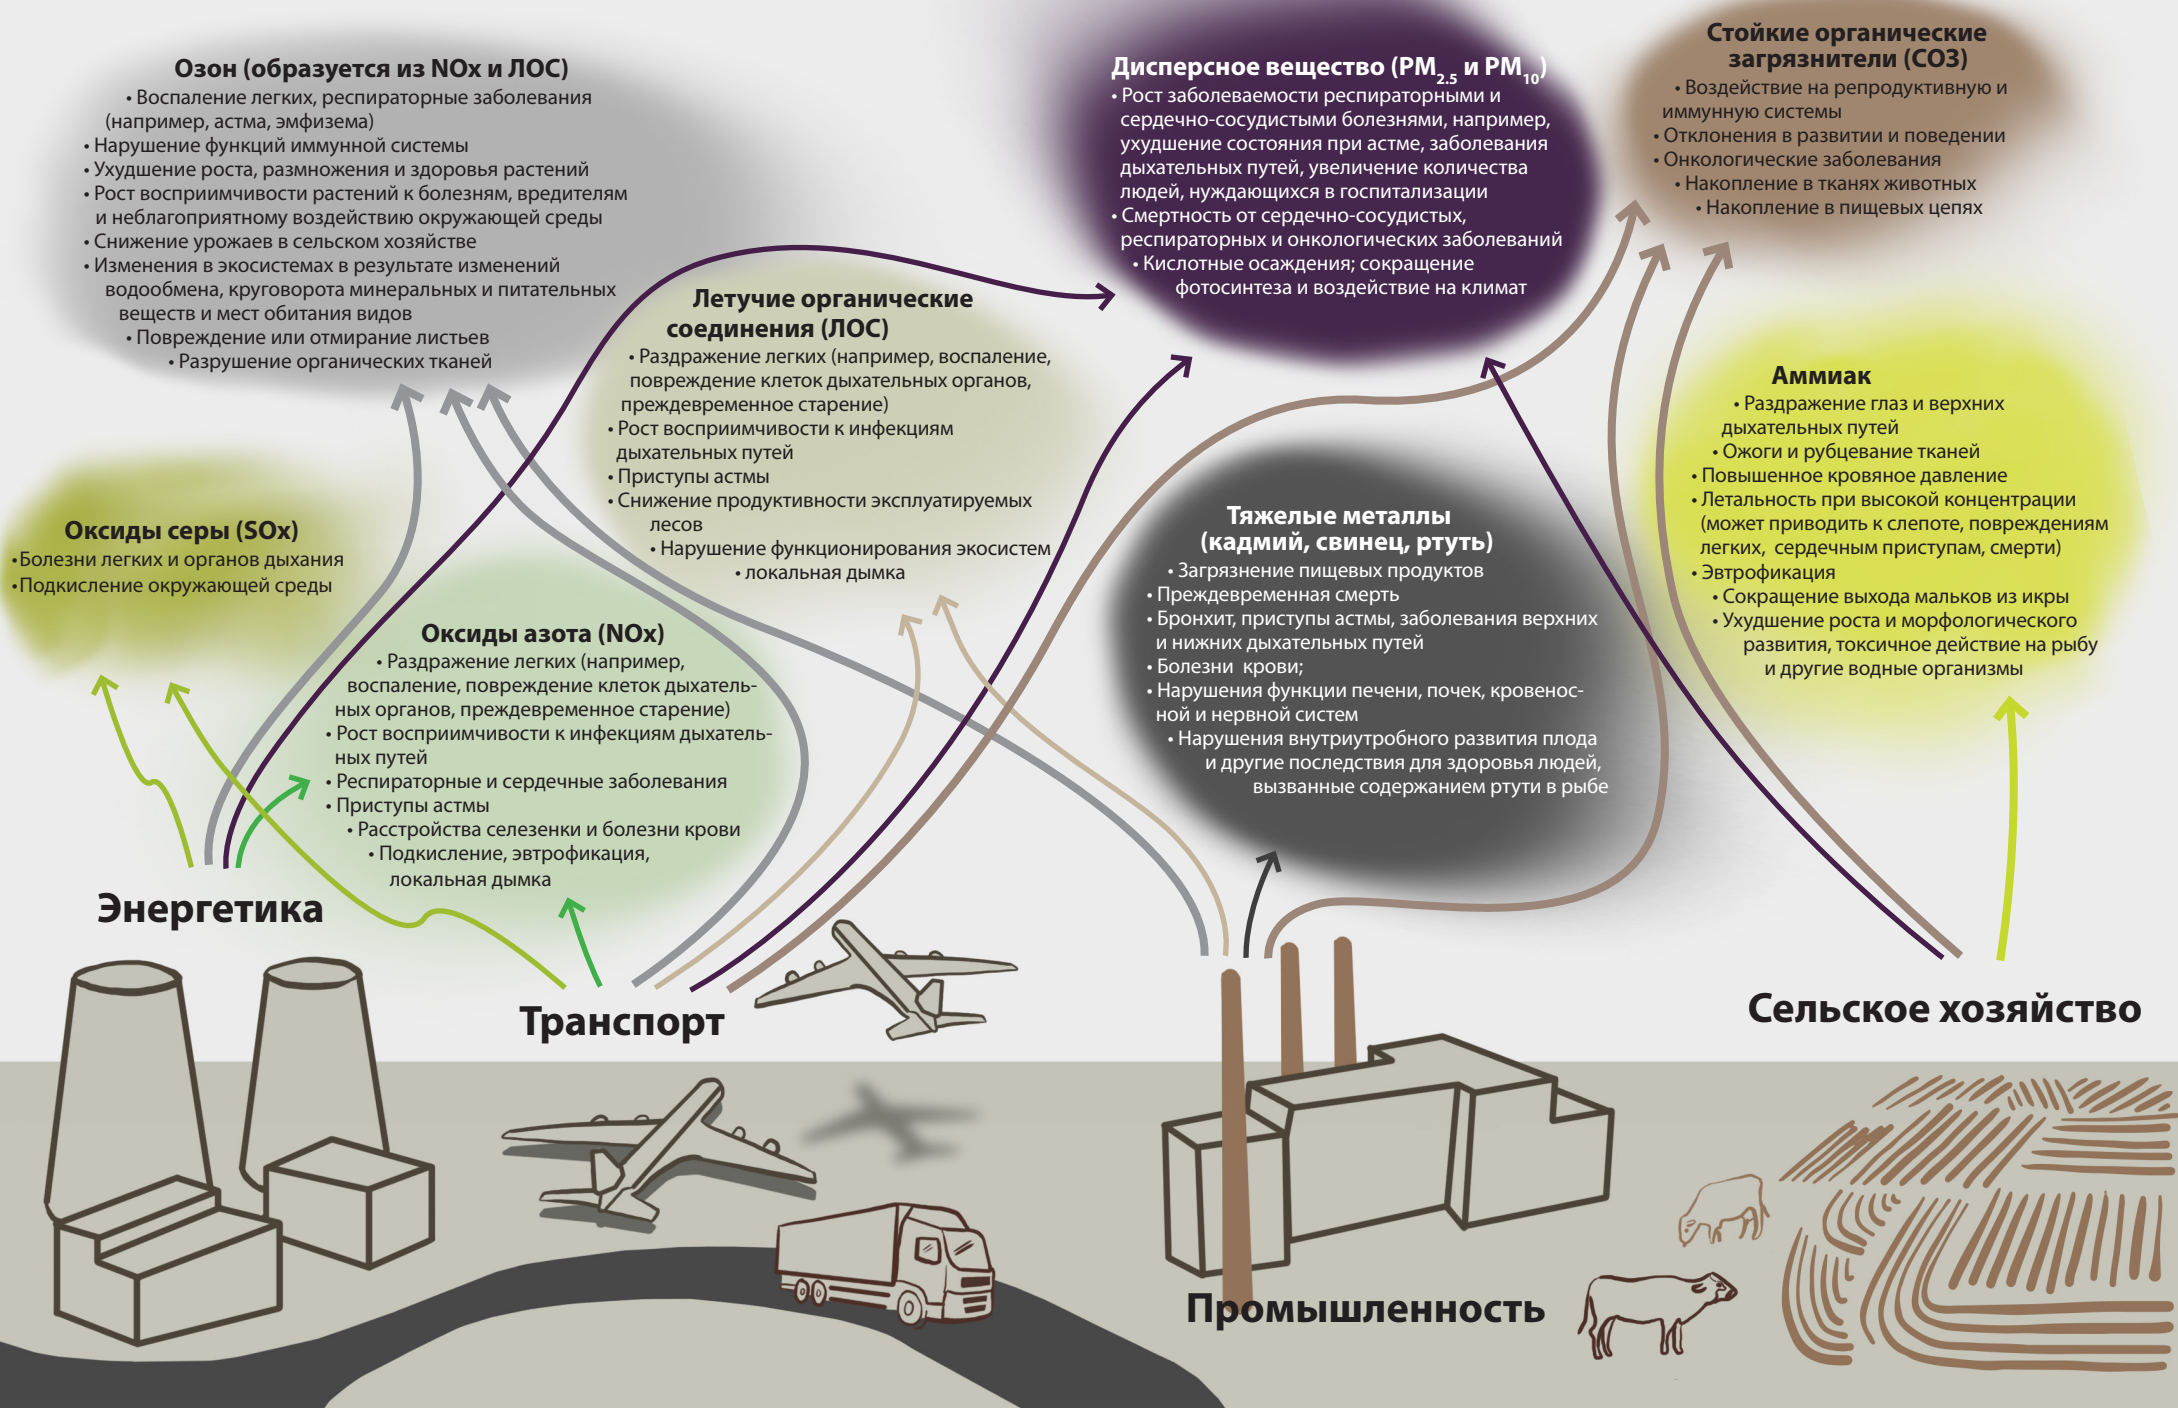 Озон (образуется из NOx и ЛОС)
• Воспаление легких, респираторные заболевания
(например, астма, эмфизема)
• Нарушение функций иммунной системы
• Ухудшение роста, размножения и здоровья растений
• Рост восприимчивости растений к болезням, вредителям
и неблагоприятному воздействию окружающей среды
• Снижение урожаев в сельском хозяйстве
• Изменения в экосистемах в результате изменений
водообмена, круговорота минеральных и питательных
веществ и мест обитания видов
• Повреждение или отмирание листьев
• Разрушение органических тканей
Дисперсное вещество (PM2.5 и PM10)
• Рост заболеваемости респираторными и
сердечно-сосудистыми болезнями, например,
ухудшение состояния при астме, заболевания
дыхательных путей, увеличение количества
людей, нуждающихся в госпитализации
• Смертность от сердечно-сосудистых,
респираторных и онкологических заболеваний
• Кислотные осаждения; сокращение
фотосинтеза и воздействие на климат
Стойкие органические
загрязнители (СОЗ)
• Воздействие на репродуктивную и
иммунную системы
• Отклонения в развитии и поведении
• Онкологические заболевания
• Накопление в тканях животных
• Накопление в пищевых цепях
Летучие органические
соединения (ЛОС)
• Раздражение легких (например, воспаление,
повреждение клеток дыхательных органов,
преждевременное старение)
• Рост восприимчивости к инфекциям
дыхательных путей
• Приступы астмы
• Снижение продуктивности эксплуатируемых
лесов
• Нарушение функционирования экосистем
• локальная дымка
Аммиак
• Раздражение глаз и верхних
дыхательных путей
• Ожоги и рубцевание тканей
• Повышенное кровяное давление
• Летальность при высокой концентрации
(может приводить к слепоте, повреждениям
легких, сердечным приступам, смерти)
• Эвтрофикация
• Сокращение выхода мальков из икры
• Ухудшение роста и морфологического
развития, токсичное действие на рыбу
и другие водные организмы
Оксиды серы (SOx)
• Болезни легких и органов дыхания
• Подкисление окружающей среды
Тяжелые металлы
(кадмий, свинец, ртуть)
• Загрязнение пищевых продуктов
• Преждевременная смерть
• Бронхит, приступы астмы, заболевания верхних
и нижних дыхательных путей
• Болезни крови;
• Нарушения функции печени, почек, кровенос-
ной и нервной систем
• Нарушения внутриутробного развития плода
и другие последствия для здоровья людей,
вызванные содержанием ртути в рыбе
Оксиды азота (NOx)
• Раздражение легких (например,
воспаление, повреждение клеток дыхатель-
ных органов, преждевременное старение)
• Рост восприимчивости к инфекциям дыхатель-
ных путей
• Респираторные и сердечные заболевания
• Приступы астмы
• Расстройства селезенки и болезни крови
• Подкисление, эвтрофикация,
локальная дымка
Энергетика
Транспорт
Сельское хозяйство
Промышленность